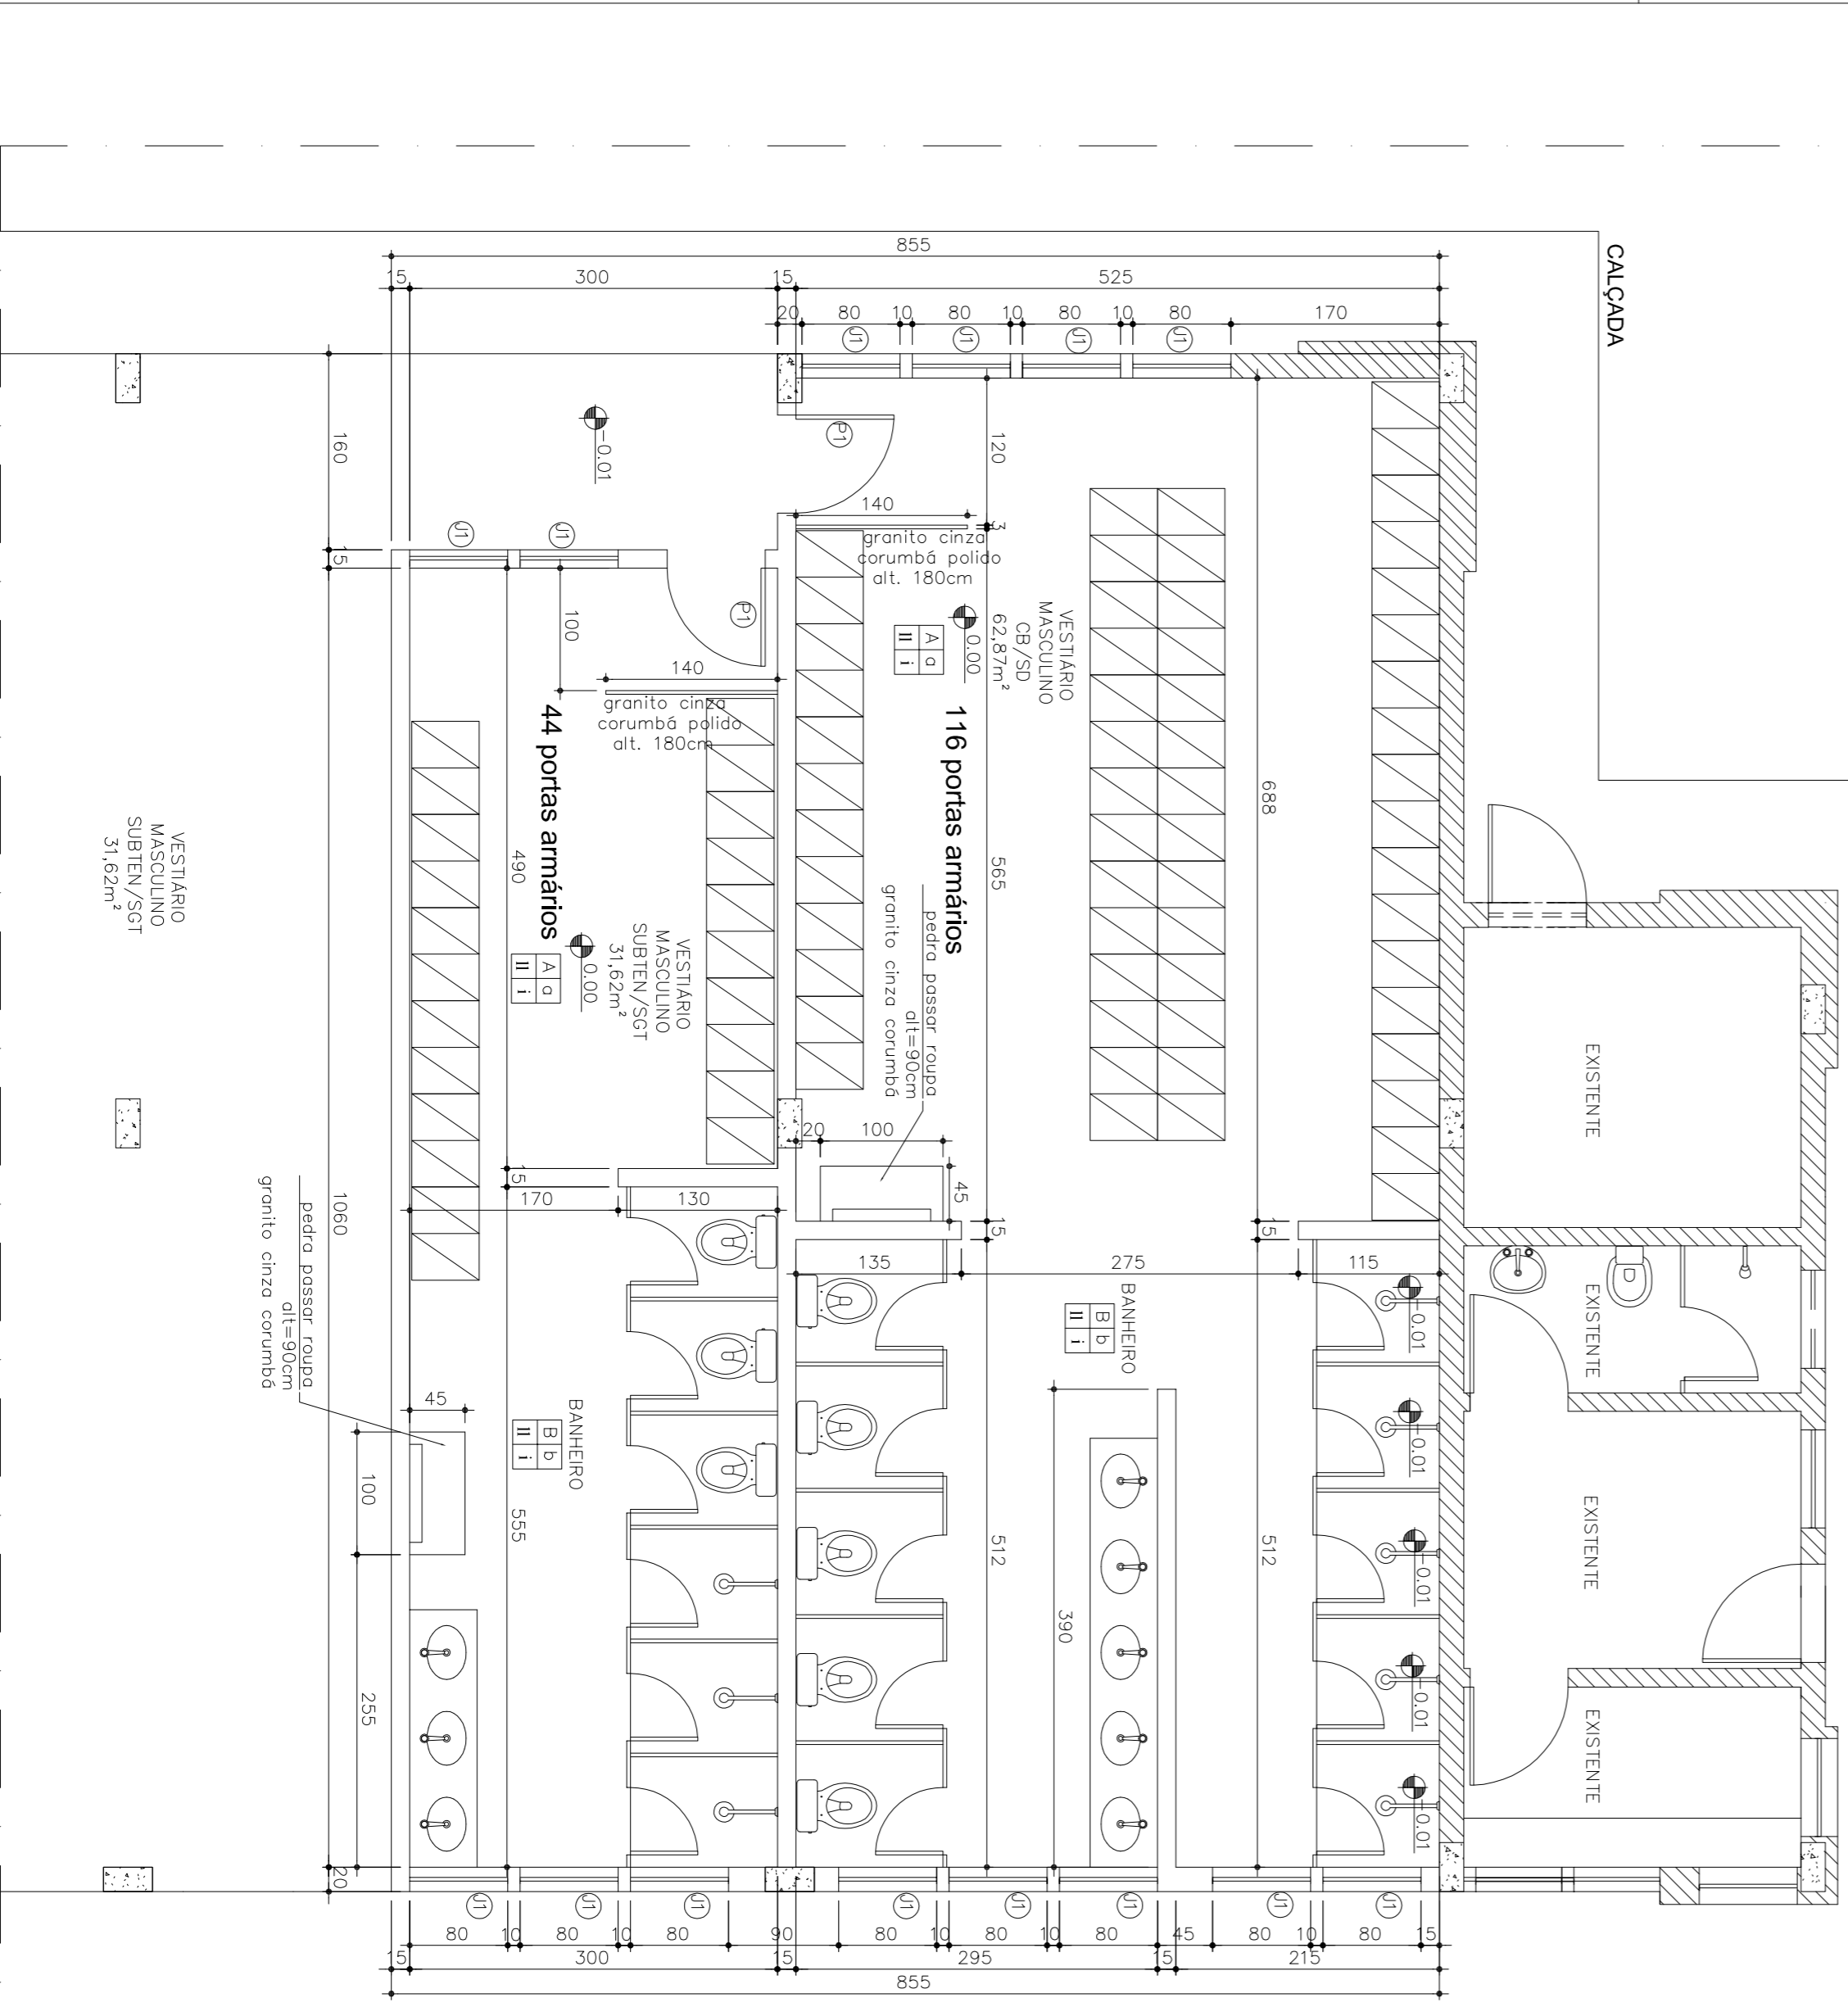 CALÇADA
855
15
300
15
525
20
80
10
80
10
80
10
80
170
J1
J1
J1
J1
P1
-0.01
160
15
120
3
140
granito cinza
corumbá polido
alt. 180cm
J1
J1
P1
100
140
granito cinza
corumbá polido
alt. 180cm
VESTIÁRIO
MASCULINO
CB/SD
62,87m²
0.00
A a
II i
116 portas armários
688
565
44 portas armários
490
VESTIÁRIO
MASCULINO
SUBTEN/SGT
31,62m²
0.00
A a
II i
VESTIÁRIO
MASCULINO
SUBTEN/SGT
31,62m²
pedra passar roupa
alt=90cm
granito cinza corumbá
20
100
45
15
15
15
170
130
135
275
115
1060
pedra passar roupa
alt=90cm
granito cinza corumbá
45
100
255
20
BANHEIRO
B b
II i
555
BANHEIRO
B b
II i
512
390
512
-0.01
-0.01
-0.01
-0.01
-0.01
EXISTENTE
EXISTENTE
EXISTENTE
EXISTENTE
J1
J1
J1
J1
J1
J1
J1
J1
80
10
80
10
80
90
80
10
80
10
80
45
80
10
80
15
15
300
15
295
15
215
855